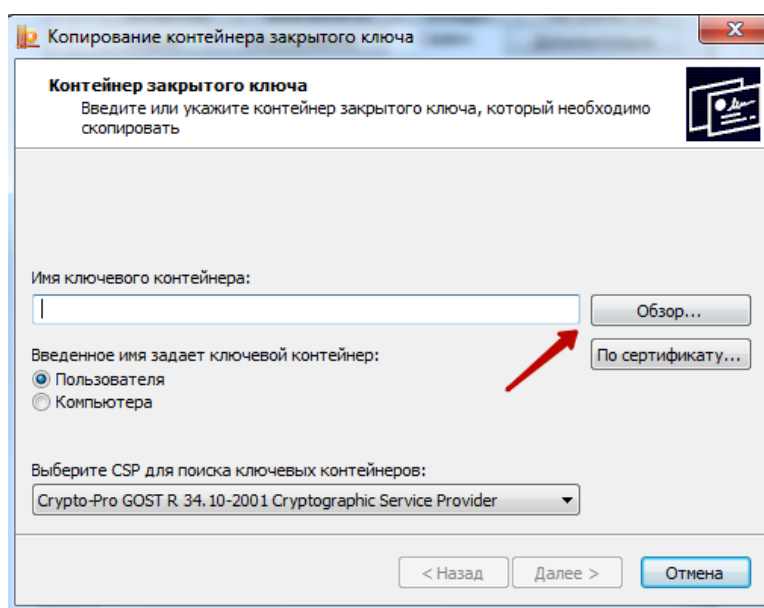 Копирование контейнера закрытого ключа
Контейнер закрытого ключа
Введите или укажите контейнер закрытого ключа, который необходимо
скопировать
Имя ключевого контейнера:
Обзор...
Введенное имя задает ключевой контейнер:
По сертификату...
Пользователя
Компьютера
Выберите CSP для поиска ключевых контейнеров:
Crypto-Pro GOST R 34.10-2001 Cryptographic Service Provider
< Назад
Далее >
Отмена